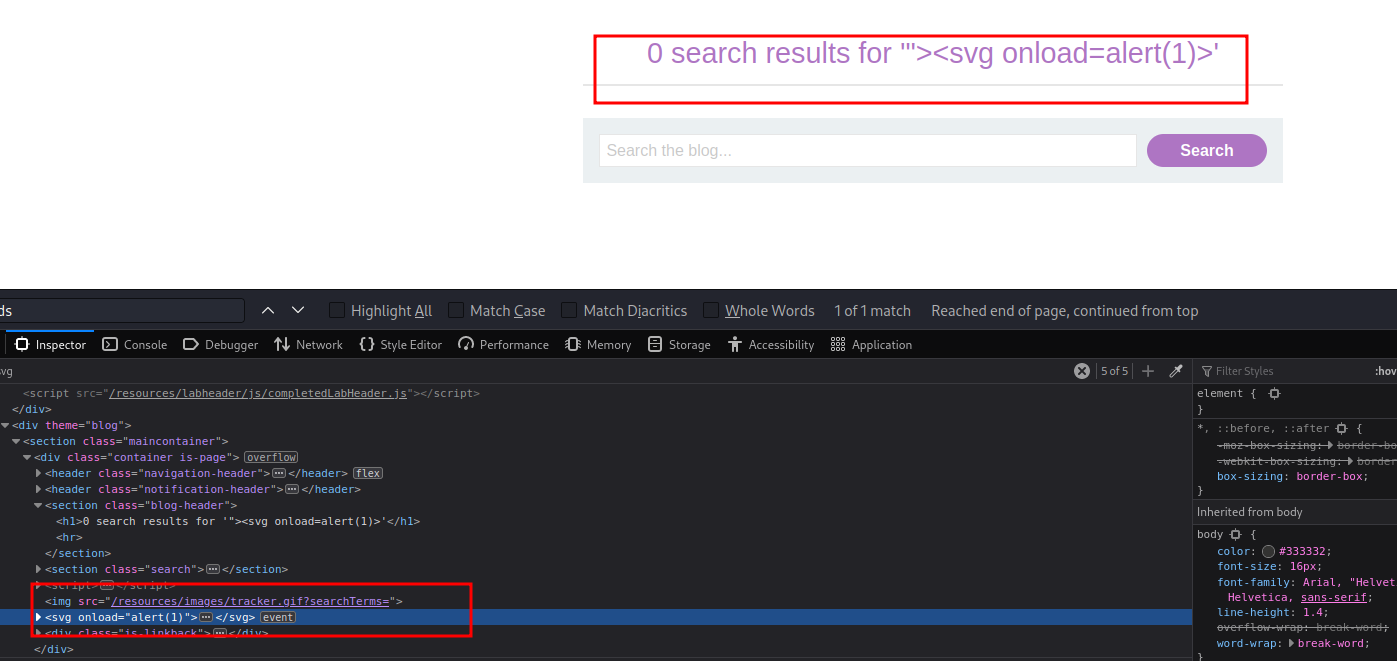 0 search results for '"><svg onload=alert(1)>'
Search the blog...
Search
ds
Highlight All
Match Case
Match Diacritics
Whole Words
1 of 1 match
Reached end of page, continued from top
Inspector
Console
Debugger
Network
Style Editor
Performance
Memory
Storage
Accessibility
Application
svg
5 of 5
<script src="/resources/labheader/js/completedLabHeader.js"></script>
</div>
<div theme="blog">
<section class="maincontainer">
<div class="container is-page"> overflow
<header class="navigation-header"></header> flex
<header class="notification-header"></header>
<section class="blog-header">
<h1>0 search results for '"><svg onload=alert(1)>'</h1>
<hr>
</section>
<section class="search"></section>
<script></script>
<img src="/resources/images/tracker.gif?searchTerms=">
<svg onload="alert(1)"></svg> event
<div class="is-linkback"></div>
</div>
Filter Styles
:hov
element {
}
*, ::before, ::after {
-moz-box-sizing: border-bo
-webkit-box-sizing: border
box-sizing: border-box;
}
Inherited from body
body {
color: #333332;
font-size: 16px;
font-family: Arial, "Helvet
Helvetica, sans-serif;
line-height: 1.4;
overflow-wrap: break-word;
word-wrap: break-word;
}